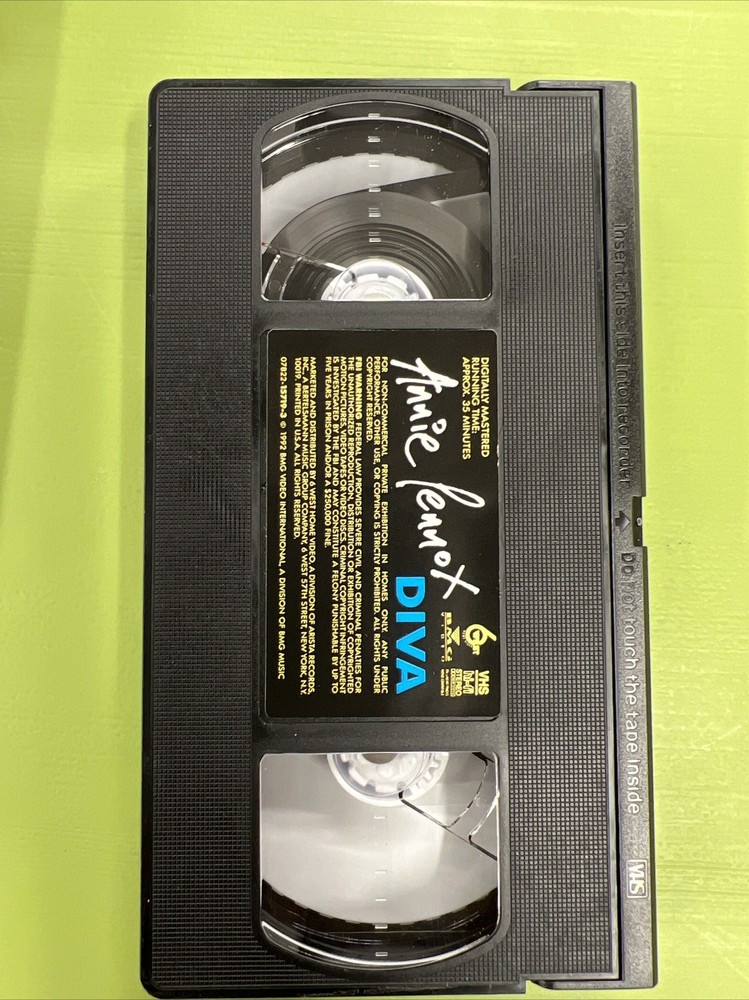 DIGITALLY MASTERED
RUNNING TIME:
APPROX. 35 MINUTES
Annie Lennox
DIVA
6 WEST
BMG
VIDEO
VHS
HI-FI
STEREO
FOR NON-COMMERCIAL PRIVATE EXHIBITION IN HOMES ONLY. ANY PUBLIC
PERFORMANCE, OTHER USE, OR COPYING IS STRICTLY PROHIBITED. ALL RIGHTS UNDER
COPYRIGHT RESERVED.
FBI WARNING FEDERAL LAW PROVIDES SEVERE CIVIL AND CRIMINAL PENALTIES FOR
THE UNAUTHORIZED REPRODUCTION, DISTRIBUTION OR EXHIBITION OF COPYRIGHTED
MOTION PICTURES, VIDEO TAPES OR VIDEO DISCS. CRIMINAL COPYRIGHT INFRINGEMENT
IS INVESTIGATED BY THE FBI AND MAY CONSTITUTE A FELONY PUNISHABLE BY UP TO
FIVE YEARS IN PRISON AND/OR A $250,000 FINE.
MARKETED AND DISTRIBUTED BY 6 WEST HOME VIDEO, A DIVISION OF ARISTA RECORDS,
INC., A BERTELSMANN MUSIC GROUP COMPANY, 6 WEST 57TH STREET, NEW YORK, N.Y.
10019. PRINTED IN U.S.A. ALL RIGHTS RESERVED.
07822-15719-3 © 1992 BMG VIDEO INTERNATIONAL, A DIVISION OF BMG MUSIC
Insert this side into recorder
Do not touch the tape inside
VHS